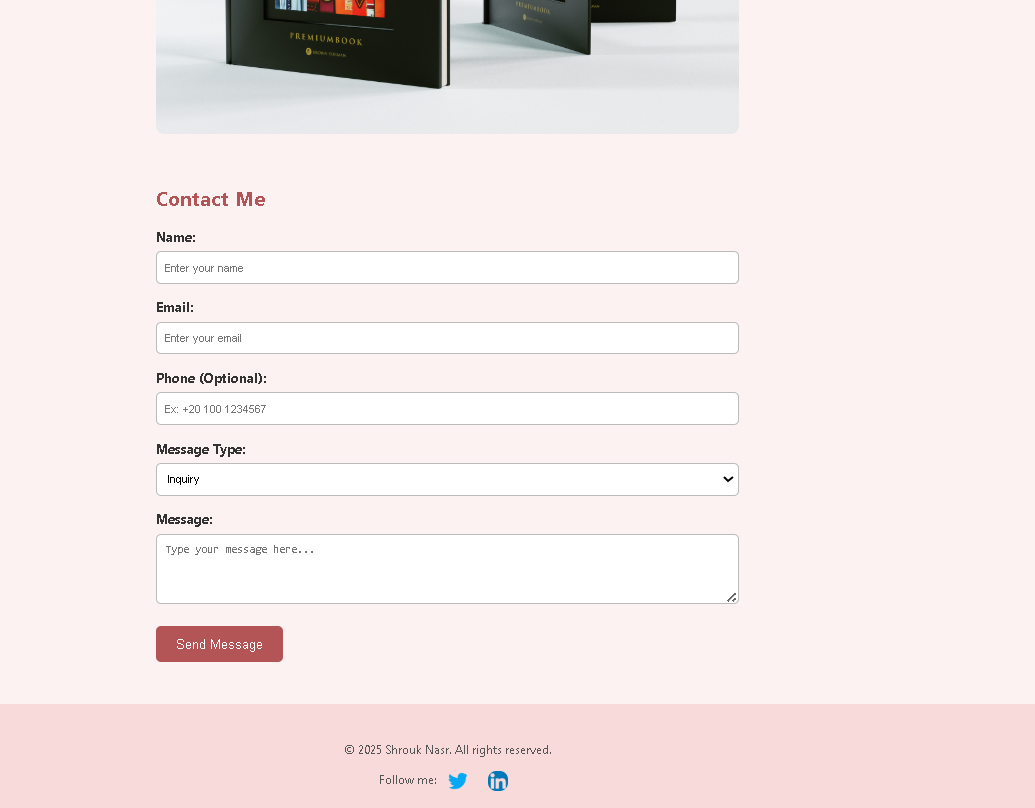 PREMIUMBOOK
PREMIUMBOOK
Contact Me
Name:
Enter your name
Email:
Enter your email
Phone (Optional):
Ex: +20 100 1234567
Message Type:
Inquiry
Message:
Type your message here...
Send Message
© 2025 Shrouk Nasr. All rights reserved.
Follow me:
in